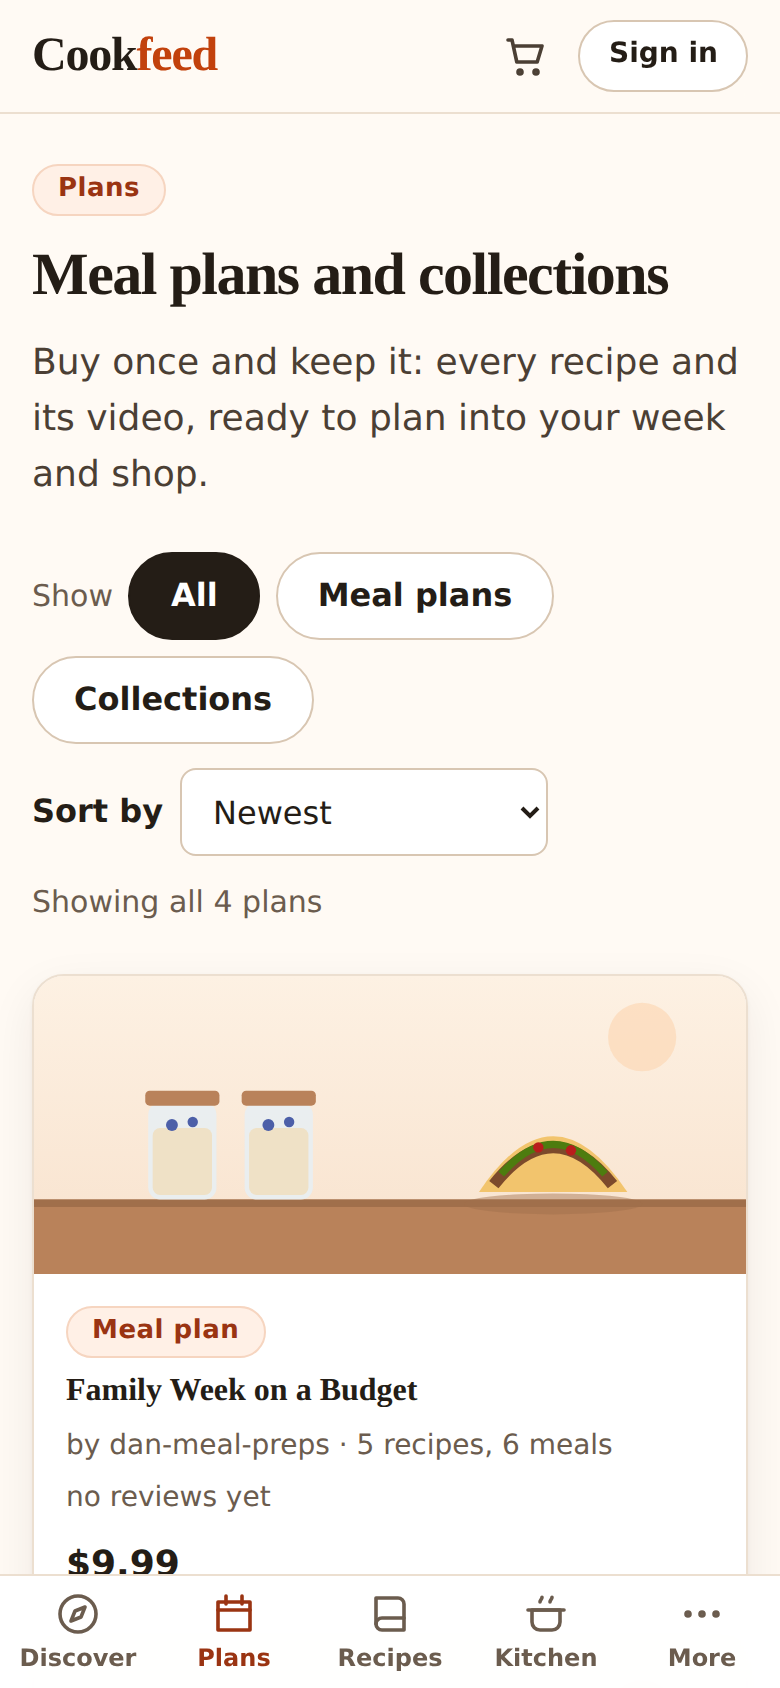 Cookfeed
Sign in
Plans
Meal plans and collections
Buy once and keep it: every recipe and
its video, ready to plan into your week
and shop.
Show All Meal plans
Collections
Sort by Newest
Showing all 4 plans
Meal plan
Family Week on a Budget
by dan-meal-preps · 5 recipes, 6 meals
no reviews yet
$9.99
Discover Plans Recipes Kitchen More